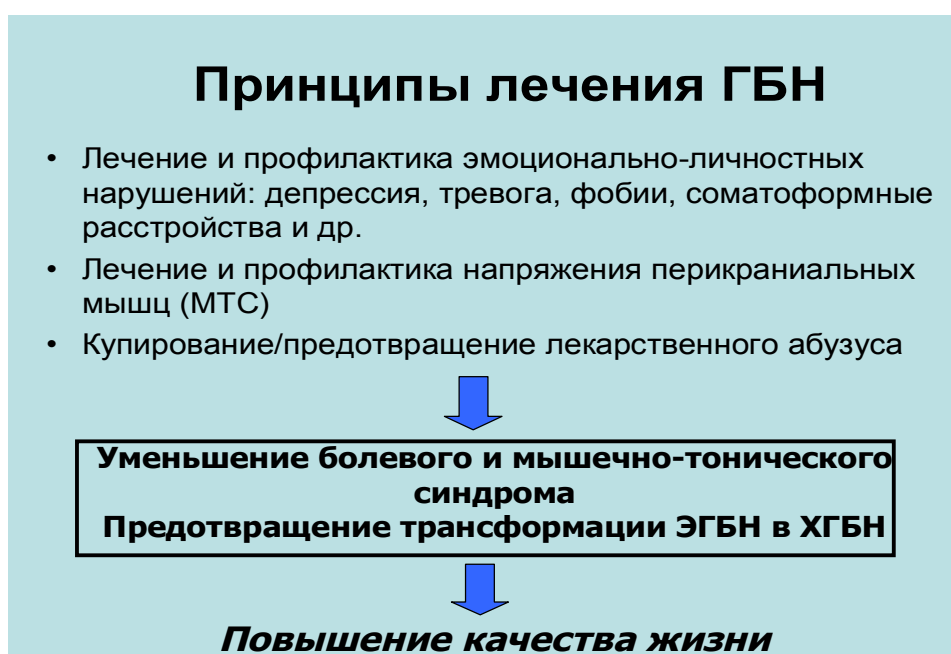 Принципы лечения ГБН
• Лечение и профилактика эмоционально-личностных
нарушений: депрессия, тревога, фобии, соматоформные
расстройства и др.
• Лечение и профилактика напряжения перикраниальных
мышц (МТС)
• Купирование/предотвращение лекарственного абузуса
Уменьшение болевого и мышечно-тонического
синдрома
Предотвращение трансформации ЭГБН в ХГБН
Повышение качества жизни